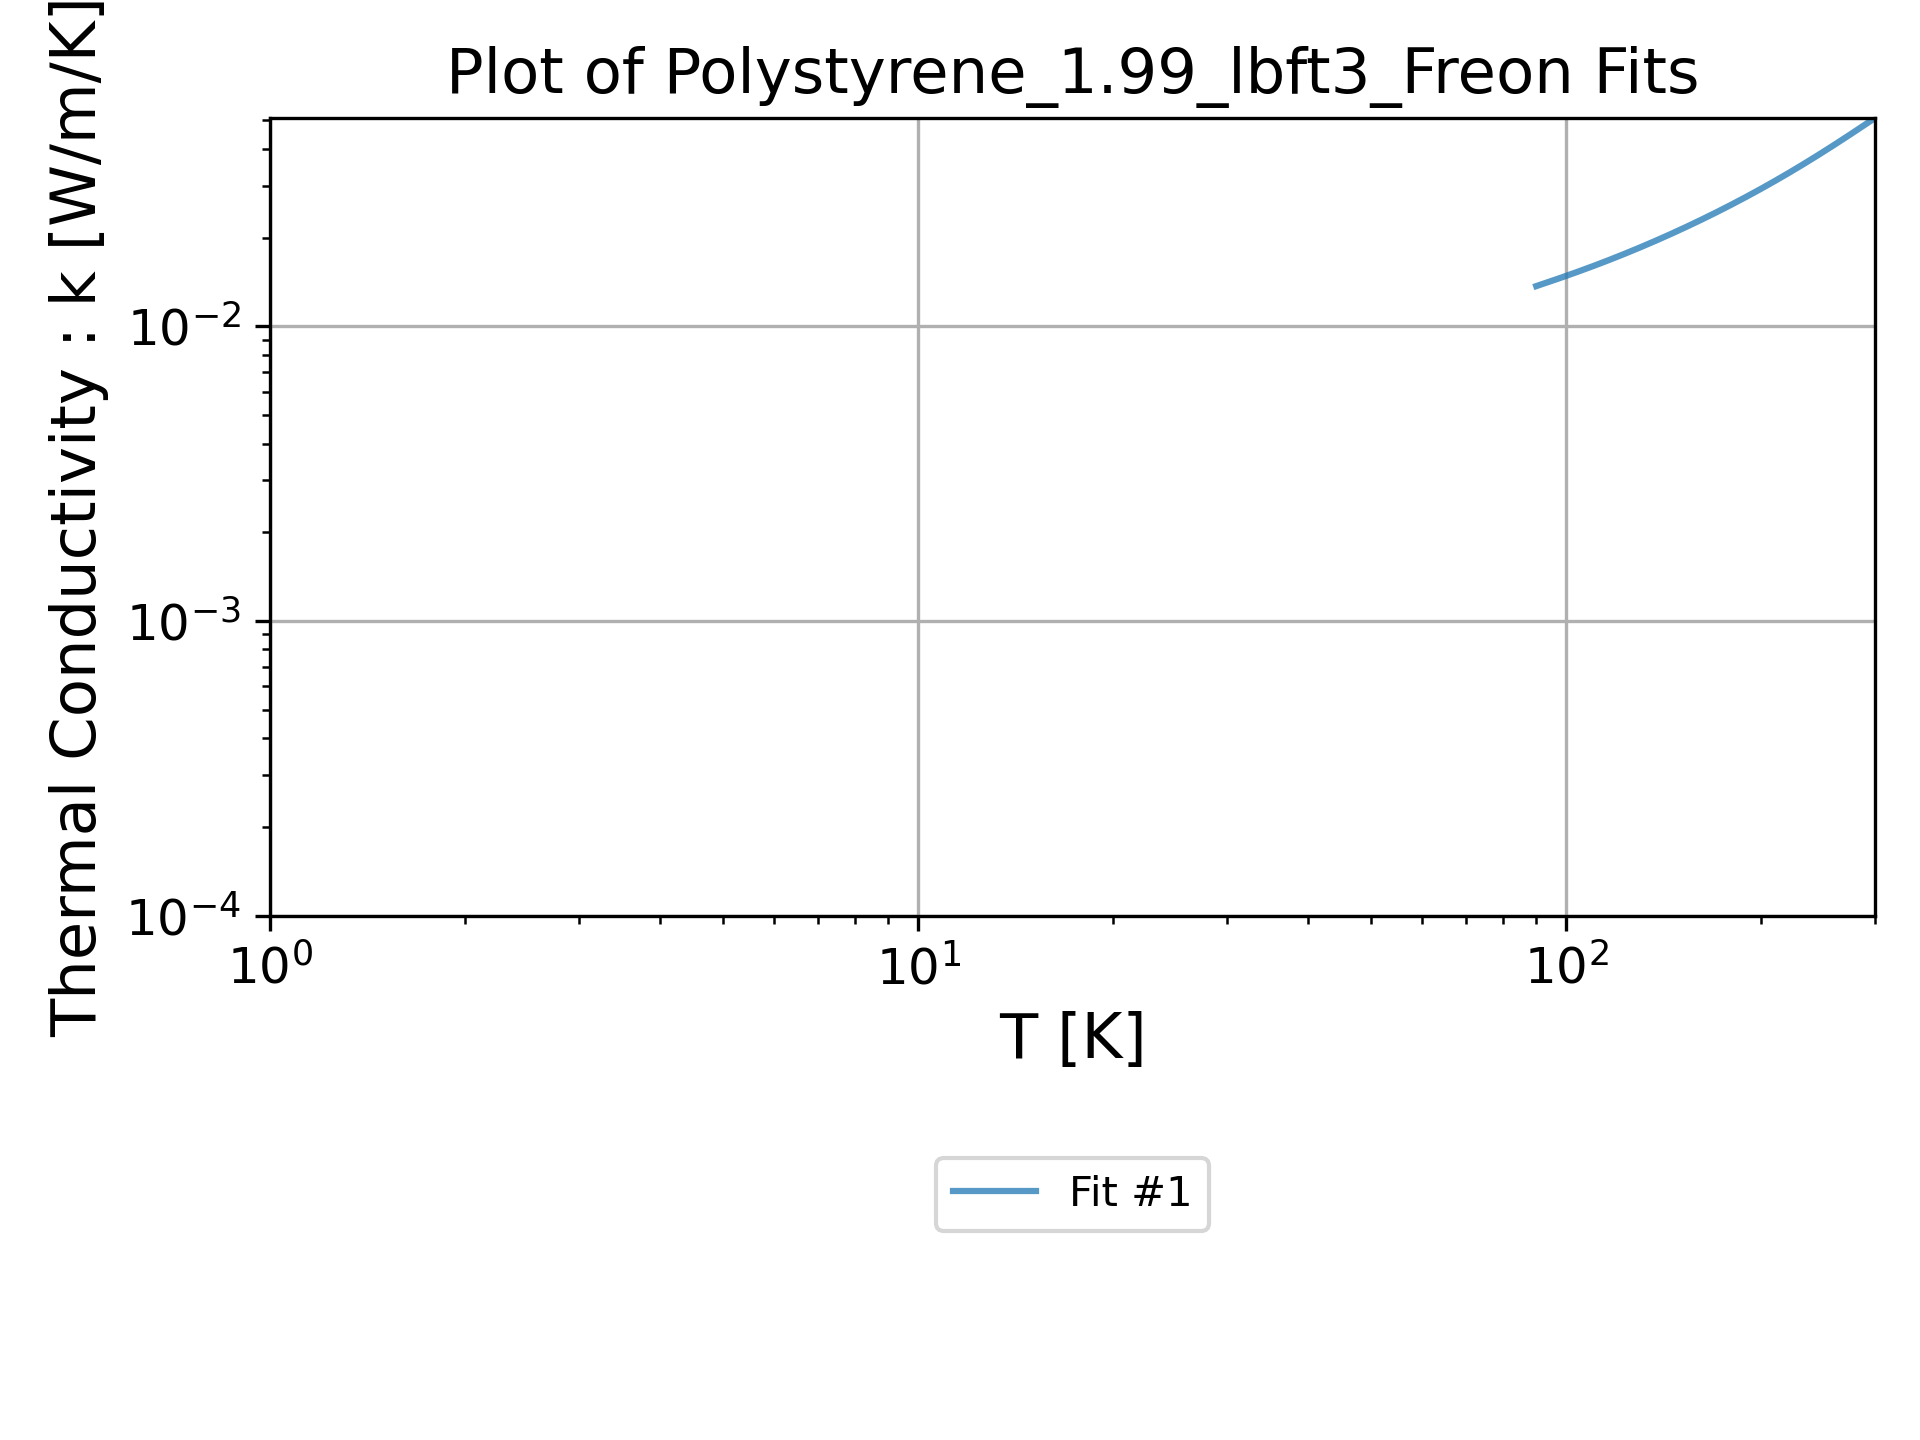 Plot of Polystyrene_1.99_lbft3_Freon Fits
Thermal Conductivity : k [W/m/K]
10⁻²
10⁻³
10⁻⁴
10⁰ 10¹ 10²
T [K]
Fit #1